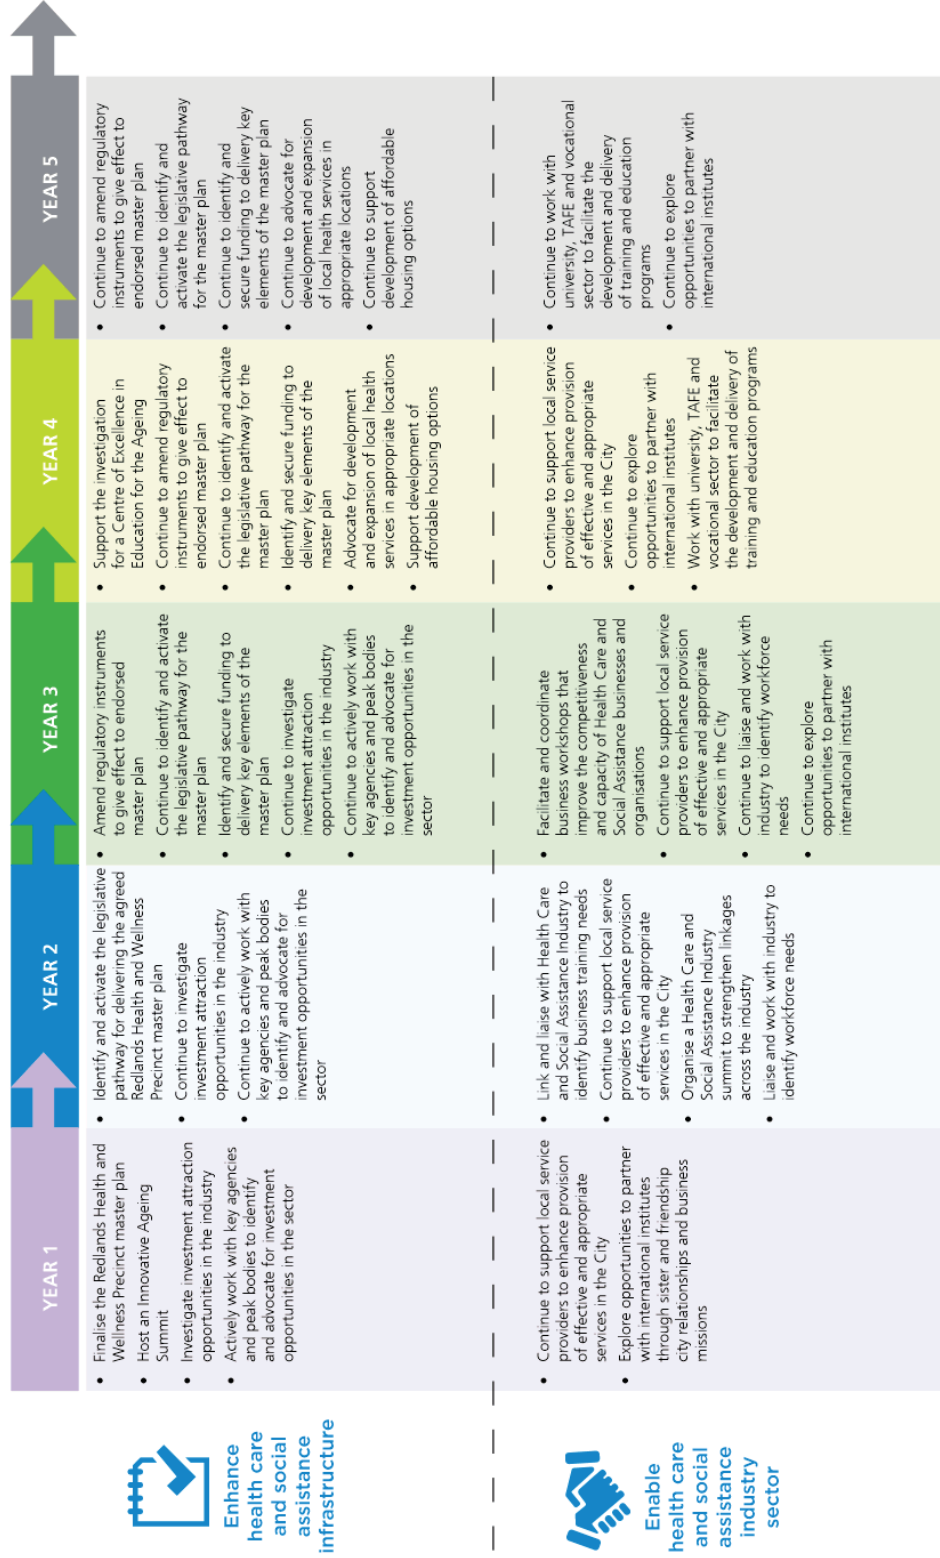 YEAR 1
YEAR 2
YEAR 3
YEAR 4
YEAR 5
Enhance
health care
and social
assistance
infrastructure
• Finalise the Redlands Health and
Wellness Precinct master plan
• Host an Innovative Ageing
Summit
• Investigate investment attraction
opportunities in the industry
• Actively work with key agencies
and peak bodies to identify
and advocate for investment
opportunities in the sector
• Identify and activate the legislative
pathway for delivering the agreed
Redlands Health and Wellness
Precinct master plan
• Continue to investigate
investment attraction
opportunities in the industry
• Continue to actively work with
key agencies and peak bodies
to identify and advocate for
investment opportunities in the
sector
• Amend regulatory instruments
to give effect to endorsed
master plan
• Continue to identify and activate
the legislative pathway for the
master plan
• Identify and secure funding to
delivery key elements of the
master plan
• Continue to investigate
investment attraction
opportunities in the industry
• Continue to actively work with
key agencies and peak bodies
to identify and advocate for
investment opportunities in the
sector
• Support the investigation
for a Centre of Excellence in
Education for the Ageing
• Continue to amend regulatory
instruments to give effect to
endorsed master plan
• Continue to identify and activate
the legislative pathway for the
master plan
• Identify and secure funding to
delivery key elements of the
master plan
• Advocate for development
and expansion of local health
services in appropriate locations
• Support development of
affordable housing options
• Continue to amend regulatory
instruments to give effect to
endorsed master plan
• Continue to identify and
activate the legislative pathway
for the master plan
• Continue to identify and
secure funding to delivery key
elements of the master plan
• Continue to advocate for
development and expansion
of local health services in
appropriate locations
• Continue to support
development of affordable
housing options
Enable
health care
and social
assistance
industry
sector
• Continue to support local service
providers to enhance provision
of effective and appropriate
services in the City
• Explore opportunities to partner
with international institutes
through sister and friendship
city relationships and business
missions
• Link and liaise with Health Care
and Social Assistance Industry to
identify business training needs
• Continue to support local service
providers to enhance provision
of effective and appropriate
services in the City
• Organise a Health Care and
Social Assistance Industry
summit to strengthen linkages
across the industry
• Liaise and work with industry to
identify workforce needs
• Facilitate and coordinate
business workshops that
improve the competitiveness
and capacity of Health Care and
Social Assistance businesses and
organisations
• Continue to support local service
providers to enhance provision
of effective and appropriate
services in the City
• Continue to liaise and work with
industry to identify workforce
needs
• Continue to explore
opportunities to partner with
international institutes
• Continue to support local service
providers to enhance provision
of effective and appropriate
services in the City
• Continue to explore
opportunities to partner with
international institutes
• Work with university, TAFE and
vocational sector to facilitate
the development and delivery of
training and education programs
• Continue to work with
university, TAFE and vocational
sector to facilitate the
development and delivery
of training and education
programs
• Continue to explore
opportunities to partner with
international institutes